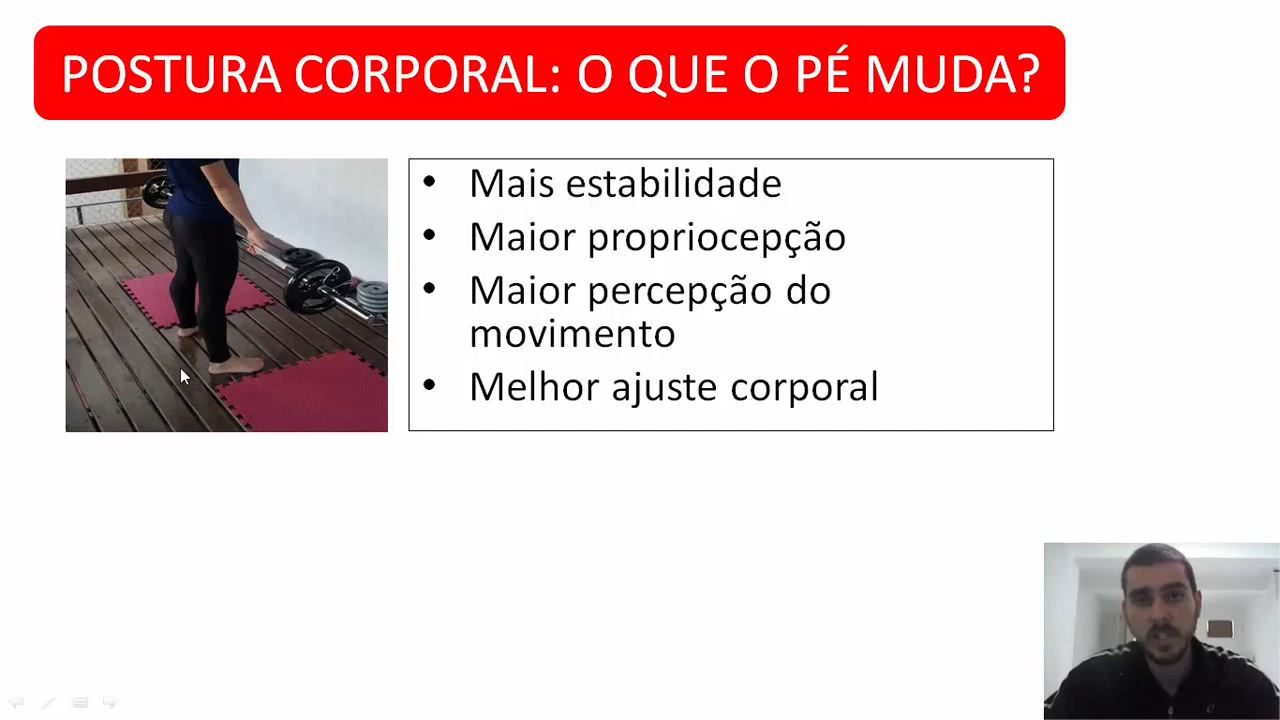 POSTURA CORPORAL: O QUE O PÉ MUDA?
• Mais estabilidade
• Maior propriocepção
• Maior percepção do
movimento
• Melhor ajuste corporal